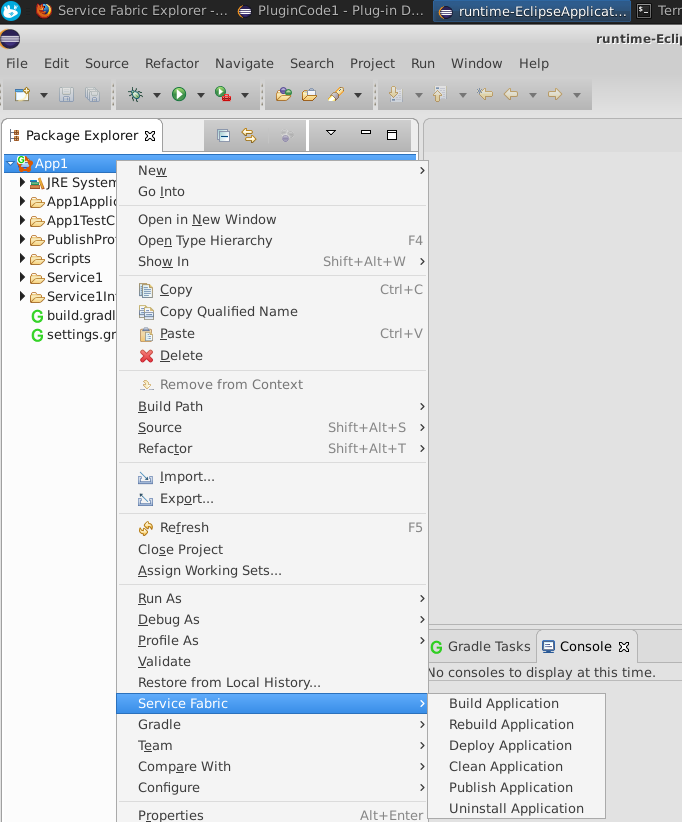 Service Fabric Explorer -... PluginCode1 - Plug-in D... runtime-EclipseApplicat... Terr
runtime-Eclip
File Edit Source Refactor Navigate Search Project Run Window Help
Package Explorer
App1
JRE System
App1Applic
App1TestC
PublishPro
Scripts
Service1
Service1In
build.gradl
settings.gr
New
Go Into
Open in New Window
Open Type Hierarchy F4
Show In Shift+Alt+W
Copy Ctrl+C
Copy Qualified Name
Paste Ctrl+V
Delete
Remove from Context
Build Path
Source Shift+Alt+S
Refactor Shift+Alt+T
Import...
Export...
Refresh F5
Close Project
Assign Working Sets...
Run As
Debug As
Profile As
Validate
Restore from Local History...
Service Fabric
Gradle
Team
Compare With
Configure
Properties Alt+Enter
Gradle Tasks Console
No consoles to display at this time.
Build Application
Rebuild Application
Deploy Application
Clean Application
Publish Application
Uninstall Application